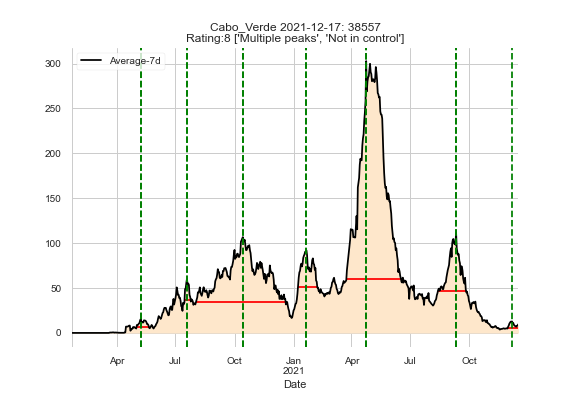 Cabo_Verde 2021-12-17: 38557
Rating:8 ['Multiple peaks', 'Not in control']
Average-7d
300
250
200
150
100
50
0
Apr Jul Oct Jan Apr Jul Oct
2021
Date